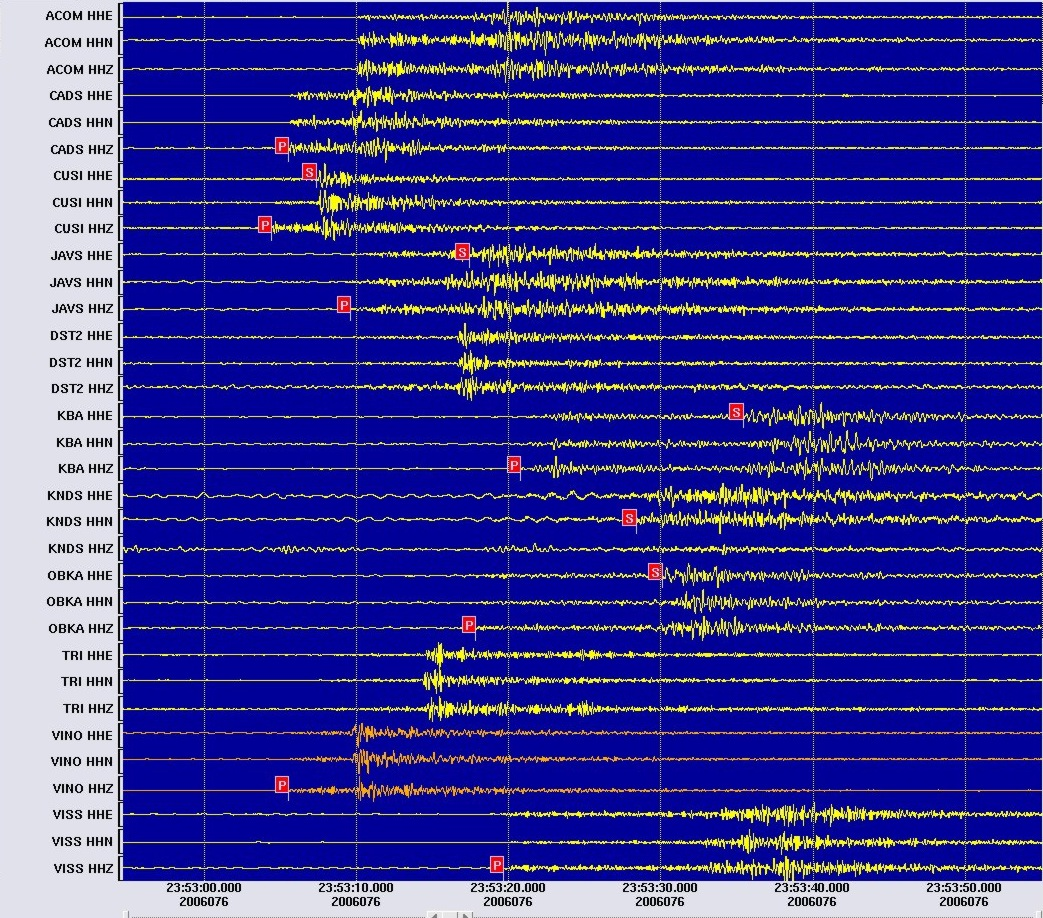 ACOM HHE
ACOM HHN
ACOM HHZ
CADS HHE
CADS HHN
P
CADS HHZ
S
CUSI HHE
CUSI HHN
P
CUSI HHZ
S
JAVS HHE
JAVS HHN
P
JAVS HHZ
DST2 HHE
DST2 HHN
DST2 HHZ
S
KBA HHE
KBA HHN
P
KBA HHZ
KNDS HHE
S
KNDS HHN
KNDS HHZ
S
OBKA HHE
OBKA HHN
P
OBKA HHZ
TRI HHE
TRI HHN
TRI HHZ
VINO HHE
VINO HHN
P
VINO HHZ
VISS HHE
VISS HHN
P
VISS HHZ
23:53:00.000 23:53:10.000 23:53:20.000 23:53:30.000 23:53:40.000 23:53:50.000
2006076 2006076 2006076 2006076 2006076 2006076